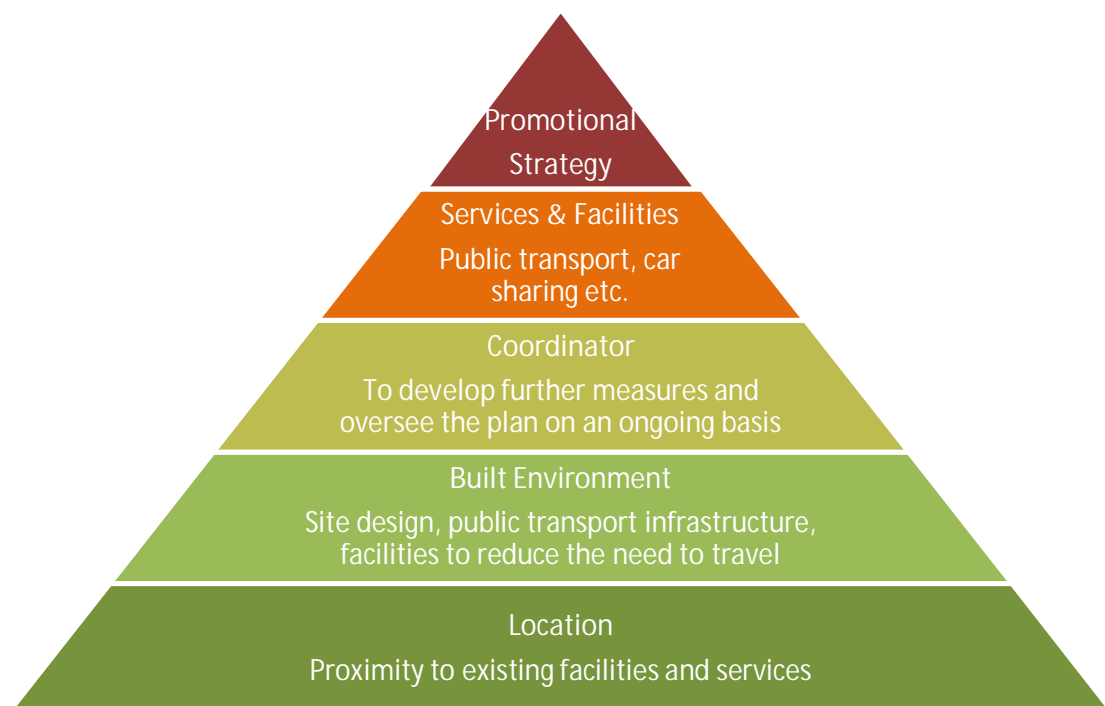 Promotional
Strategy
Services & Facilities
Public transport, car
sharing etc.
Coordinator
To develop further measures and
oversee the plan on an ongoing basis
Built Environment
Site design, public transport infrastructure,
facilities to reduce the need to travel
Location
Proximity to existing facilities and services